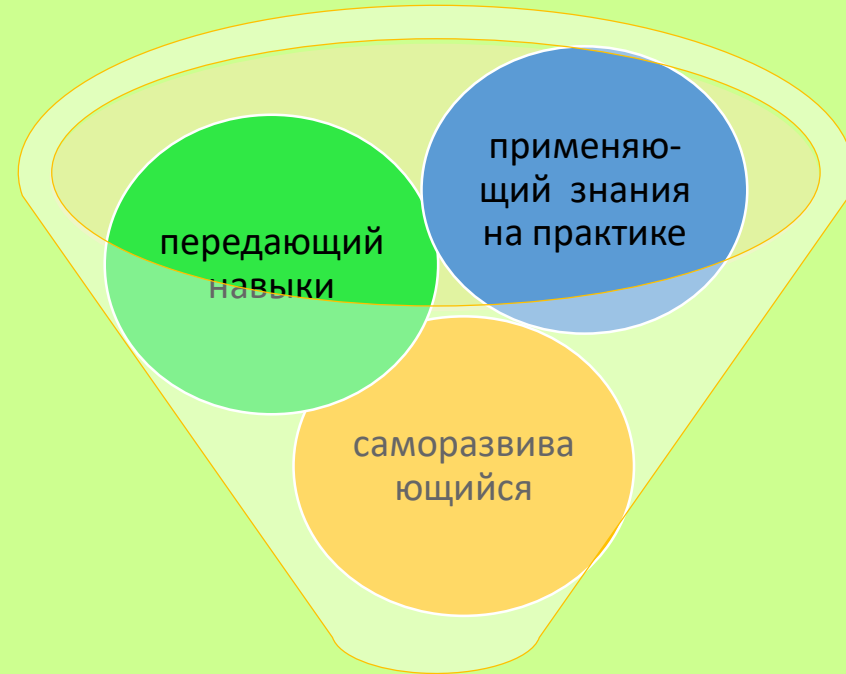 применяю-
щий знания
на практике
передающий
навыки
саморазвива
ющийся